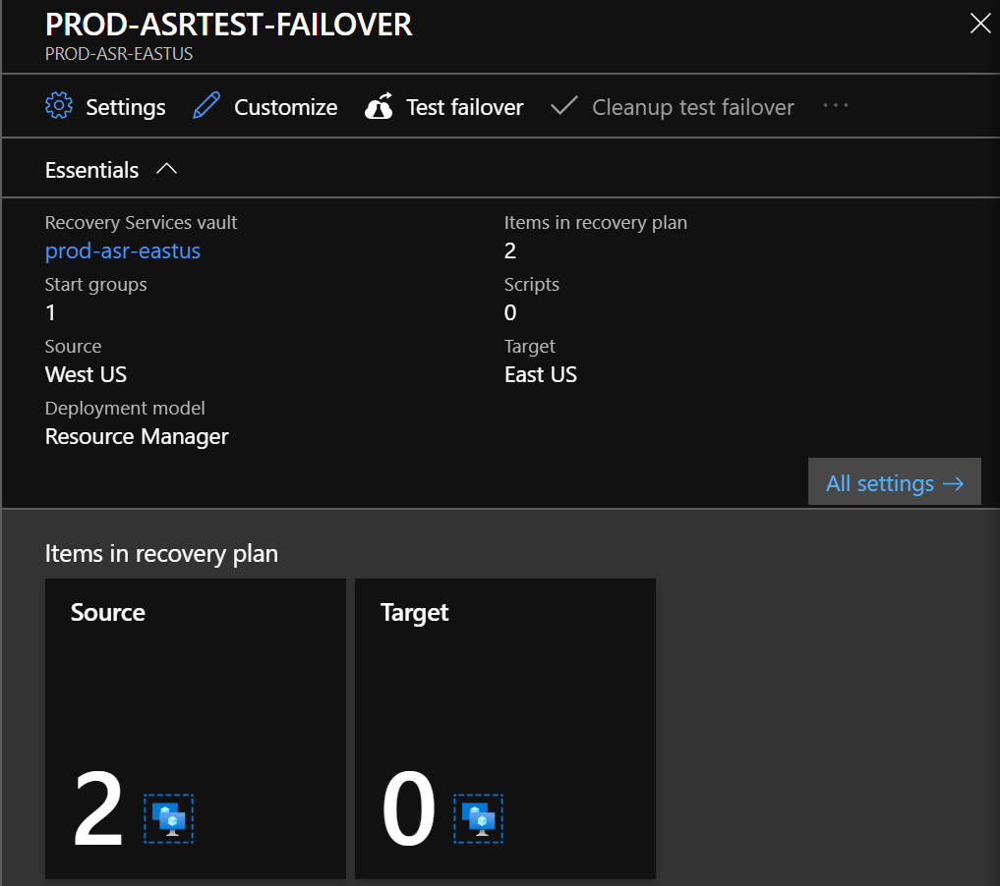 PROD-ASRTEST-FAILOVER
PROD-ASR-EASTUS
Settings Customize Test failover Cleanup test failover ...
Essentials
Recovery Services vault Items in recovery plan
prod-asr-eastus 2
Start groups Scripts
1 0
Source Target
West US East US
Deployment model
Resource Manager
All settings →
Items in recovery plan
Source Target
2 0